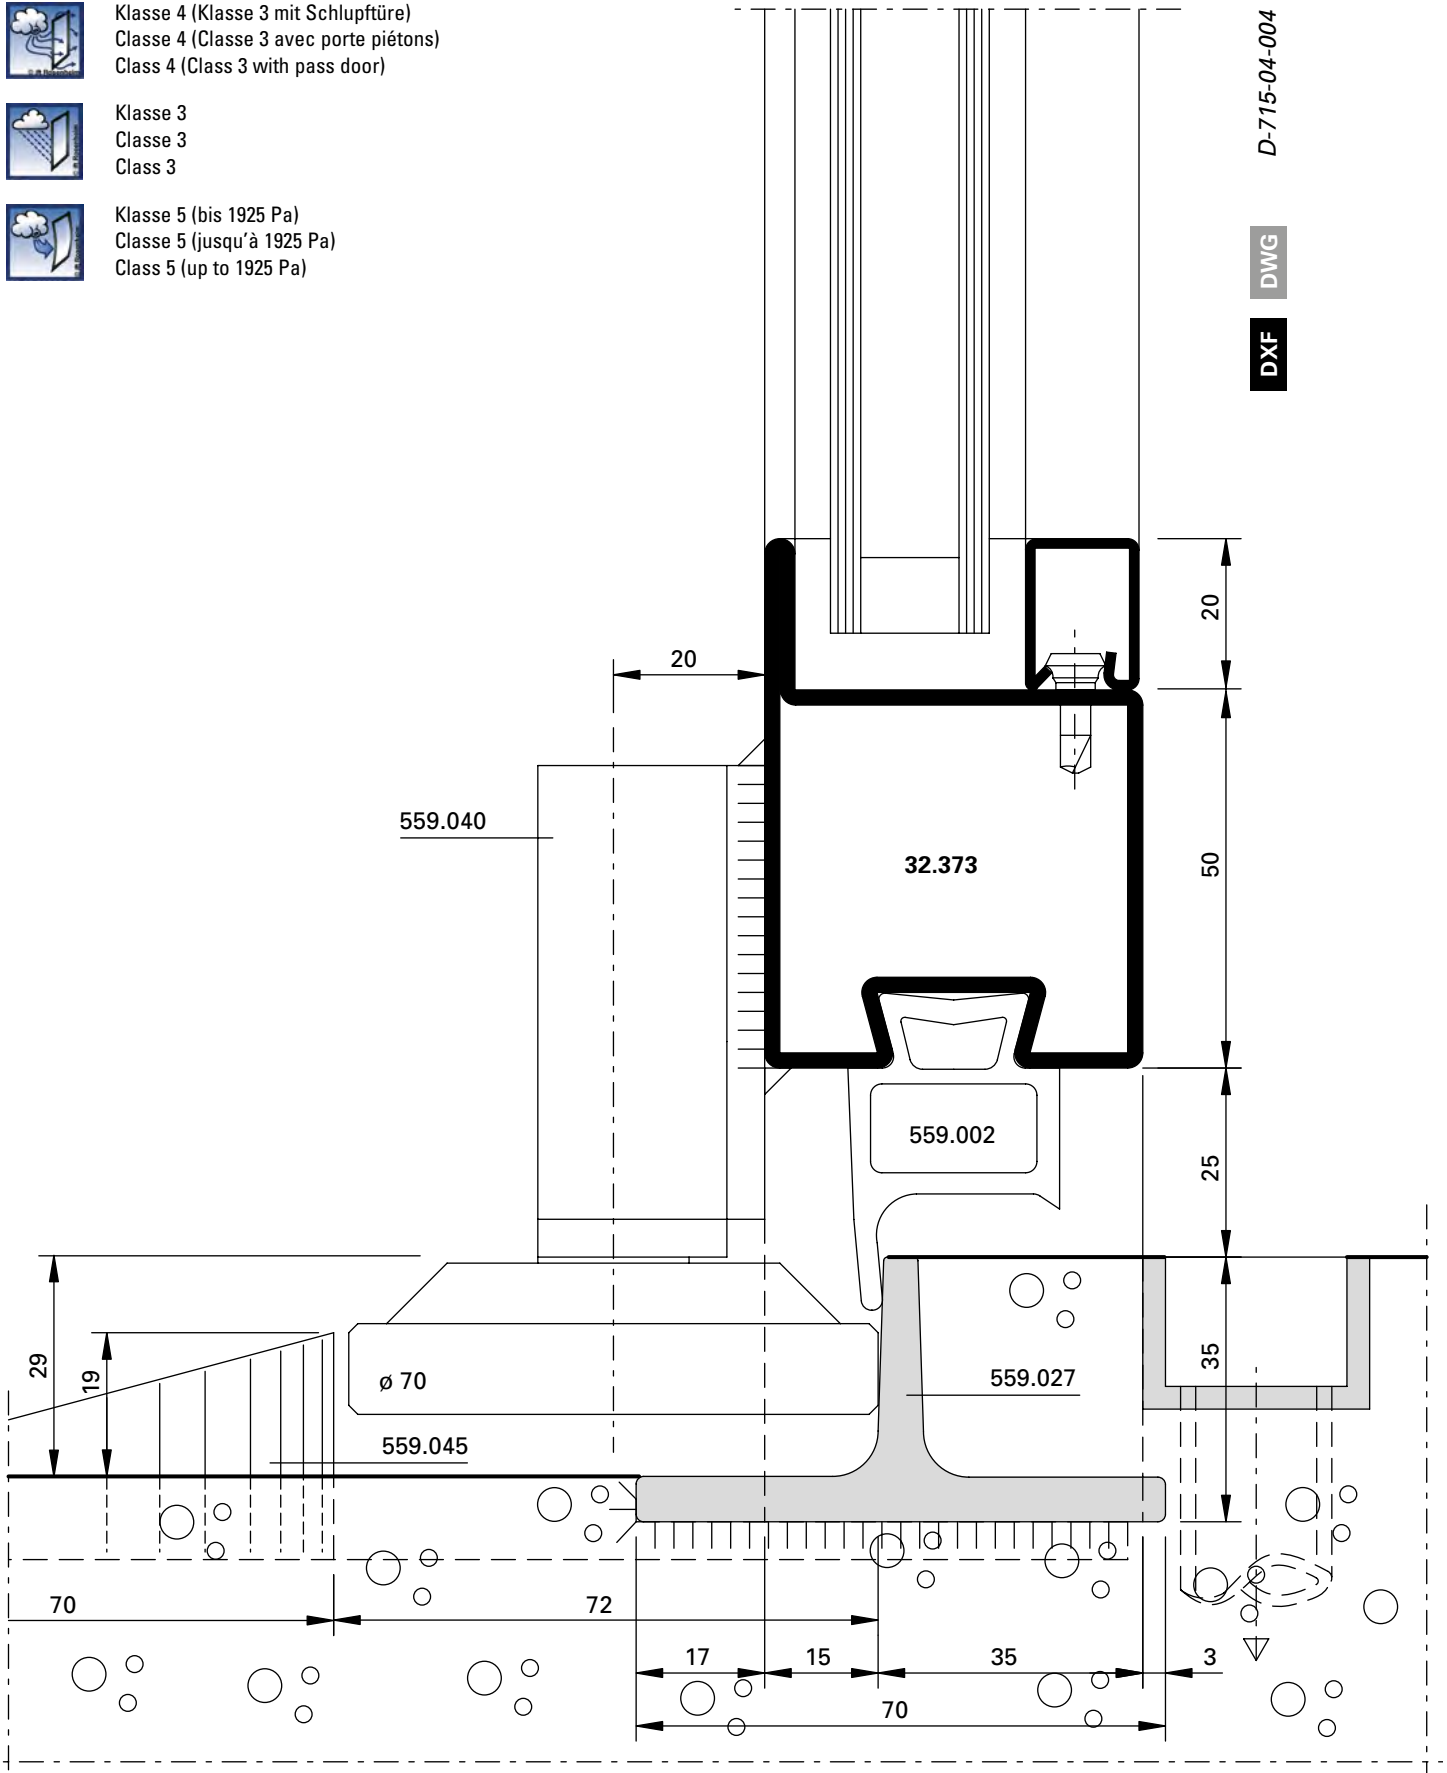 Klasse 4 (Klasse 3 mit Schlupftüre)
Classe 4 (Classe 3 avec porte piétons)
Class 4 (Class 3 with pass door)
Klasse 3
Classe 3
Class 3
Klasse 5 (bis 1925 Pa)
Classe 5 (jusqu'à 1925 Pa)
Class 5 (up to 1925 Pa)
D-715-04-004
DWG
DXF
20
20
559.040
32.373
50
559.002
25
29
19
ø 70
559.027
35
559.045
70
72
17
15
35
3
70